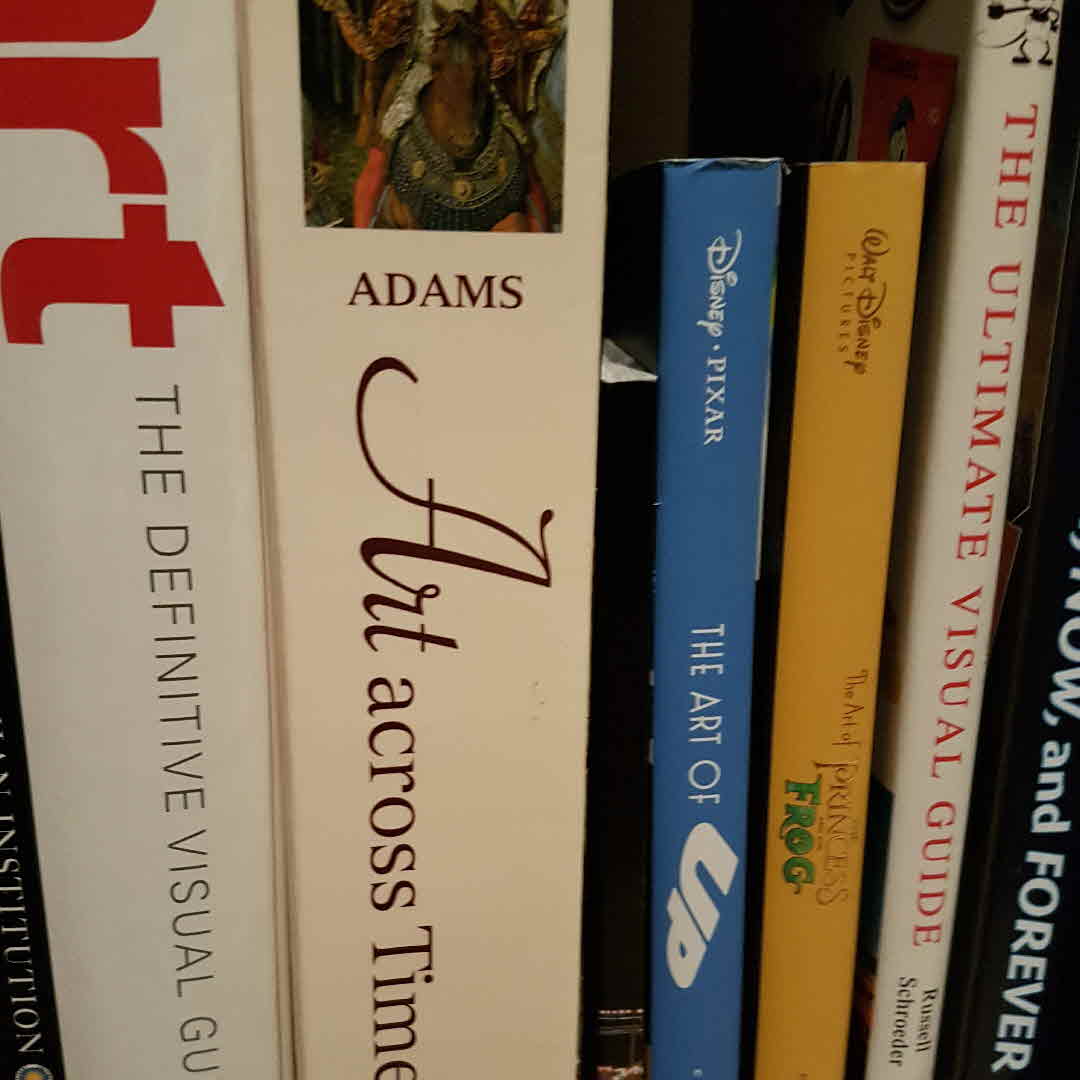 Art
THE DEFINITIVE VISUAL GU
INSTITUTION
ADAMS
Art across Time
DISNEY · PIXAR
THE ART OF
UP
WALT DISNEY
PICTURES
The Art of
PRINCESS
FROG
THE ULTIMATE VISUAL GUIDE
Russell
Schroeder
NOW, and FOREVER